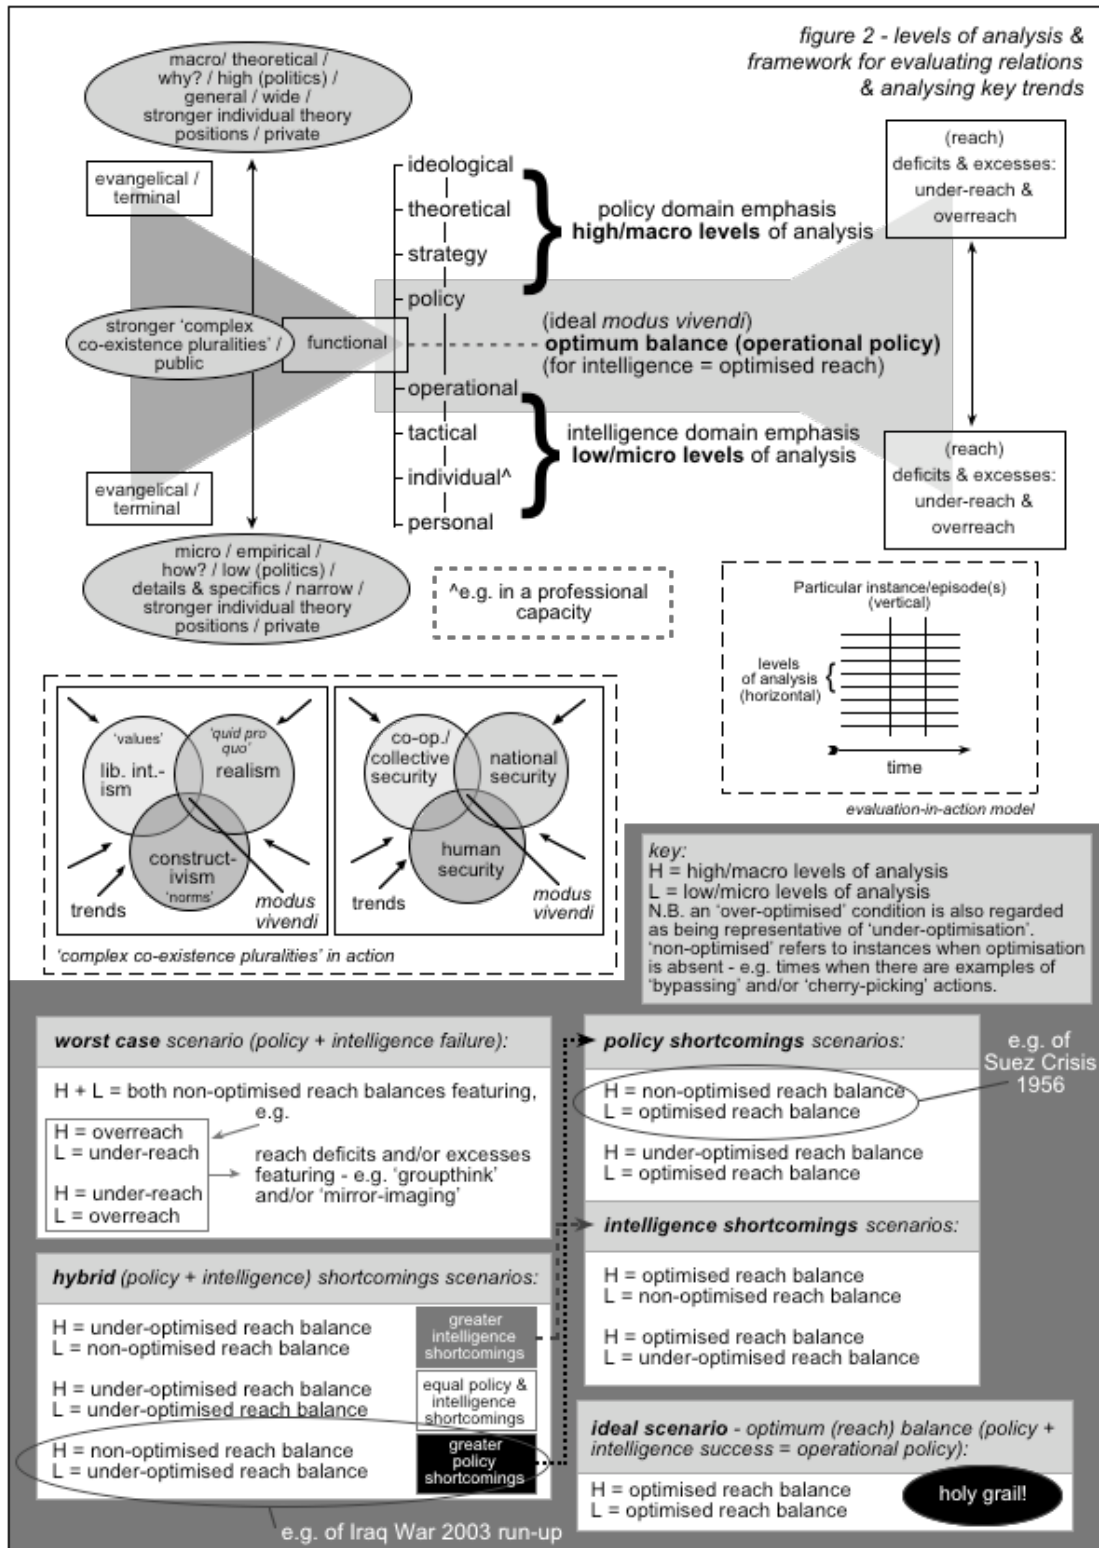 figure 2 - levels of analysis &
framework for evaluating relations
& analysing key trends
macro/ theoretical /
why? / high (politics) /
general / wide /
stronger individual theory
positions / private
evangelical /
terminal
stronger ‘complex
co-existence pluralities’ /
public
functional
evangelical /
terminal
micro / empirical /
how? / low (politics) /
details & specifics / narrow /
stronger individual theory
positions / private
ideological
theoretical
strategy
policy
operational
tactical
individual^
personal
policy domain emphasis
high/macro levels of analysis
(ideal modus vivendi)
optimum balance (operational policy)
(for intelligence = optimised reach)
intelligence domain emphasis
low/micro levels of analysis
(reach)
deficits & excesses:
under-reach &
overreach
(reach)
deficits & excesses:
under-reach &
overreach
^e.g. in a professional
capacity
Particular instance/episode(s)
(vertical)
levels
of analysis
(horizontal)
time
evaluation-in-action model
‘values’
lib. int.-
ism
‘quid pro
quo’
realism
construct-
ivism
‘norms’
trends
modus
vivendi
co-op./
collective
security
national
security
human
security
modus
vivendi
‘complex co-existence pluralities’ in action
key:
H = high/macro levels of analysis
L = low/micro levels of analysis
N.B. an ‘over-optimised’ condition is also regarded
as being representative of ‘under-optimisation’.
‘non-optimised’ refers to instances when optimisation
is absent - e.g. times when there are examples of
‘bypassing’ and/or ‘cherry-picking’ actions.
worst case scenario (policy + intelligence failure):
H + L = both non-optimised reach balances featuring,
e.g.
H = overreach
L = under-reach
H = under-reach
L = overreach
reach deficits and/or excesses
featuring - e.g. ‘groupthink’
and/or ‘mirror-imaging’
hybrid (policy + intelligence) shortcomings scenarios:
H = under-optimised reach balance
L = non-optimised reach balance
greater
intelligence
shortcomings
H = under-optimised reach balance
L = under-optimised reach balance
equal policy &
intelligence
shortcomings
H = non-optimised reach balance
L = under-optimised reach balance
greater
policy
shortcomings
e.g. of Iraq War 2003 run-up
policy shortcomings scenarios:
H = non-optimised reach balance
L = optimised reach balance
e.g. of
Suez Crisis
1956
H = under-optimised reach balance
L = optimised reach balance
intelligence shortcomings scenarios:
H = optimised reach balance
L = non-optimised reach balance
H = optimised reach balance
L = under-optimised reach balance
ideal scenario - optimum (reach) balance (policy +
intelligence success = operational policy):
H = optimised reach balance
L = optimised reach balance
holy grail!